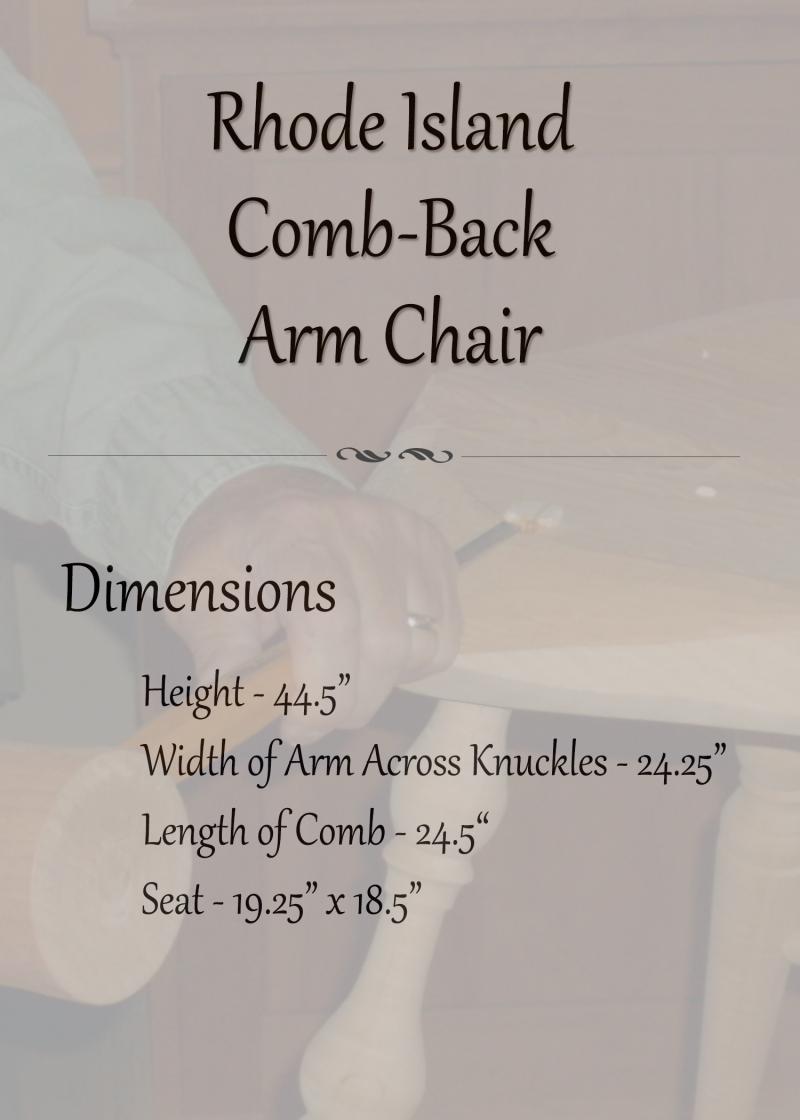 Rhode Island
Comb-Back
Arm Chair
Dimensions
Height - 44.5”
Width of Arm Across Knuckles - 24.25”
Length of Comb - 24.5“
Seat - 19.25” x 18.5”